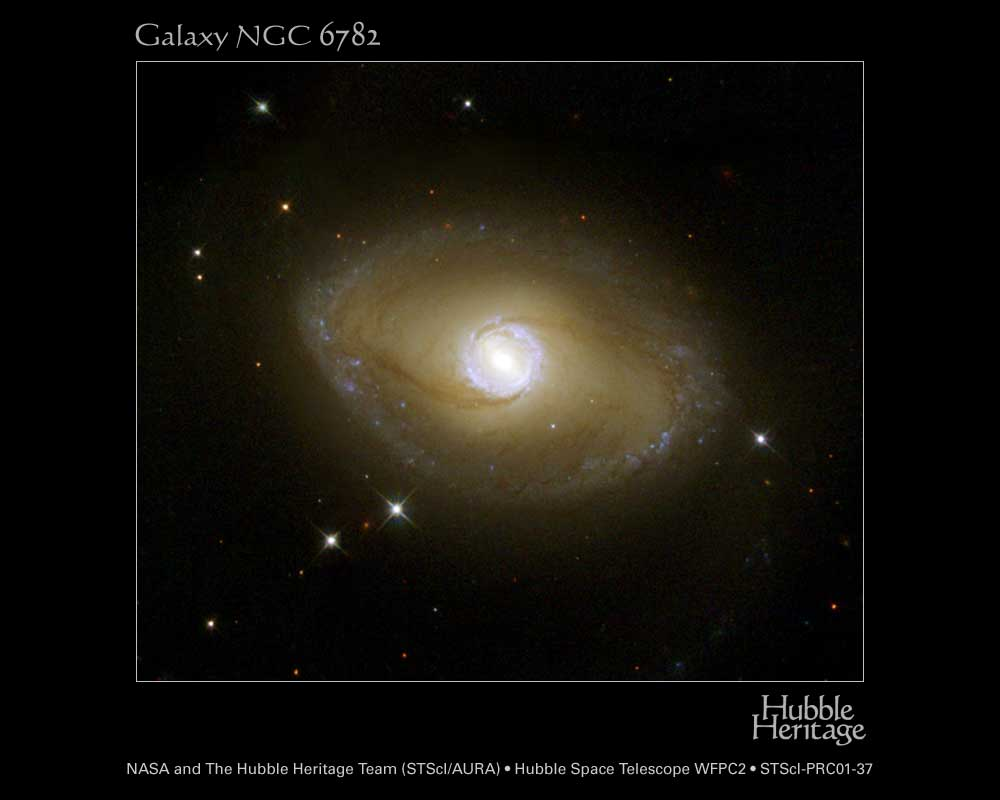 Galaxy NGC 6782
Hubble
Heritage
NASA and The Hubble Heritage Team (STScI/AURA) • Hubble Space Telescope WFPC2 • STScI-PRC01-37